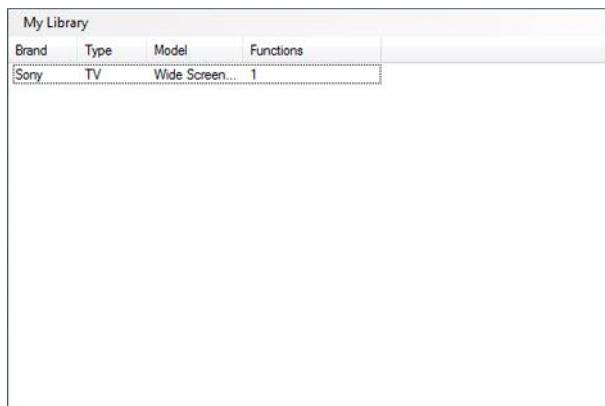 My Library
Brand Type Model Functions
Sony TV Wide Screen... 1